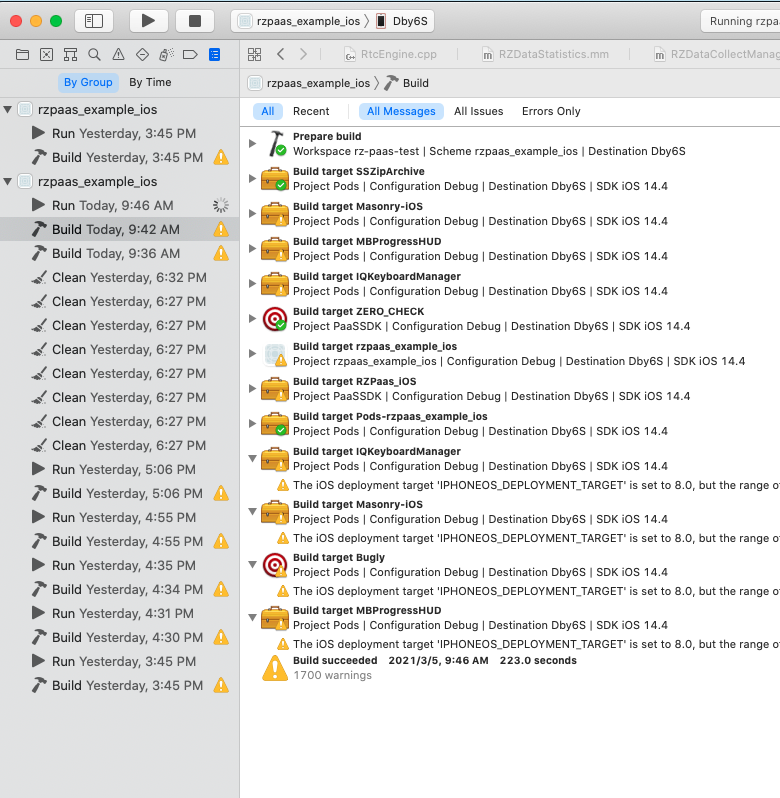 rzpaas_example_ios 〉 Dby6S
Running rzpa
RtcEngine.cpp
RZDataStatistics.mm
RZDataCollectMana
By Group
By Time
rzpaas_example_ios 〉 Build
All
Recent
All Messages
All Issues
Errors Only
rzpaas_example_ios
Run Yesterday, 3:45 PM
Build Yesterday, 3:45 PM
rzpaas_example_ios
Run Today, 9:46 AM
Build Today, 9:42 AM
Build Today, 9:36 AM
Clean Yesterday, 6:32 PM
Clean Yesterday, 6:27 PM
Clean Yesterday, 6:27 PM
Clean Yesterday, 6:27 PM
Clean Yesterday, 6:27 PM
Clean Yesterday, 6:27 PM
Clean Yesterday, 6:27 PM
Clean Yesterday, 6:27 PM
Run Yesterday, 5:06 PM
Build Yesterday, 5:06 PM
Run Yesterday, 4:55 PM
Build Yesterday, 4:55 PM
Run Yesterday, 4:35 PM
Build Yesterday, 4:34 PM
Run Yesterday, 4:31 PM
Build Yesterday, 4:30 PM
Run Yesterday, 3:45 PM
Build Yesterday, 3:45 PM
Prepare build
Workspace rz-paas-test | Scheme rzpaas_example_ios | Destination Dby6S
Build target SSZipArchive
Project Pods | Configuration Debug | Destination Dby6S | SDK iOS 14.4
Build target Masonry-iOS
Project Pods | Configuration Debug | Destination Dby6S | SDK iOS 14.4
Build target MBProgressHUD
Project Pods | Configuration Debug | Destination Dby6S | SDK iOS 14.4
Build target IQKeyboardManager
Project Pods | Configuration Debug | Destination Dby6S | SDK iOS 14.4
Build target ZERO_CHECK
Project PaaSSDK | Configuration Debug | Destination Dby6S | SDK iOS 14.4
Build target rzpaas_example_ios
Project rzpaas_example_ios | Configuration Debug | Destination Dby6S | SDK iOS 14.4
Build target RZPaas_iOS
Project PaaSSDK | Configuration Debug | Destination Dby6S | SDK iOS 14.4
Build target Pods-rzpaas_example_ios
Project Pods | Configuration Debug | Destination Dby6S | SDK iOS 14.4
Build target IQKeyboardManager
Project Pods | Configuration Debug | Destination Dby6S | SDK iOS 14.4
The iOS deployment target 'IPHONEOS_DEPLOYMENT_TARGET' is set to 8.0, but the range of
Build target Masonry-iOS
Project Pods | Configuration Debug | Destination Dby6S | SDK iOS 14.4
The iOS deployment target 'IPHONEOS_DEPLOYMENT_TARGET' is set to 8.0, but the range of
Build target Bugly
Project Pods | Configuration Debug | Destination Dby6S | SDK iOS 14.4
The iOS deployment target 'IPHONEOS_DEPLOYMENT_TARGET' is set to 8.0, but the range of
Build target MBProgressHUD
Project Pods | Configuration Debug | Destination Dby6S | SDK iOS 14.4
The iOS deployment target 'IPHONEOS_DEPLOYMENT_TARGET' is set to 8.0, but the range of
Build succeeded 2021/3/5, 9:46 AM 223.0 seconds
1700 warnings